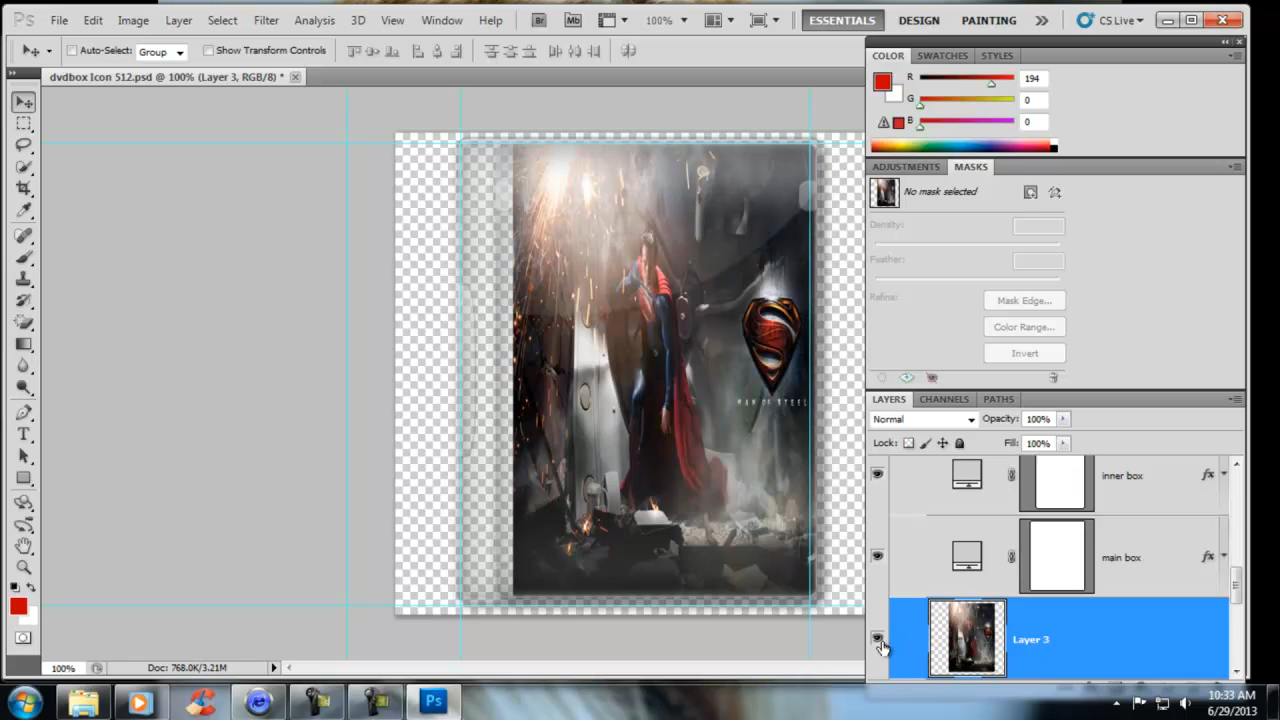 Ps File Edit Image Layer Select Filter Analysis 3D View Window Help Br Mb 100% ESSENTIALS DESIGN PAINTING CS Live
Auto-Select: Group Show Transform Controls
dvdbox Icon 512.psd @ 100% (Layer 3, RGB/8) *
COLOR SWATCHES STYLES
R 194
G 0
B 0
ADJUSTMENTS MASKS
No mask selected
Density:
Feather:
Refine: Mask Edge...
Color Range...
Invert
MAN OF STEEL
LAYERS CHANNELS PATHS
Normal Opacity: 100%
Lock: Fill: 100%
inner box fx
main box fx
Layer 3
100% Doc: 768.0K/3.21M
Ps
10:33 AM
6/29/2013